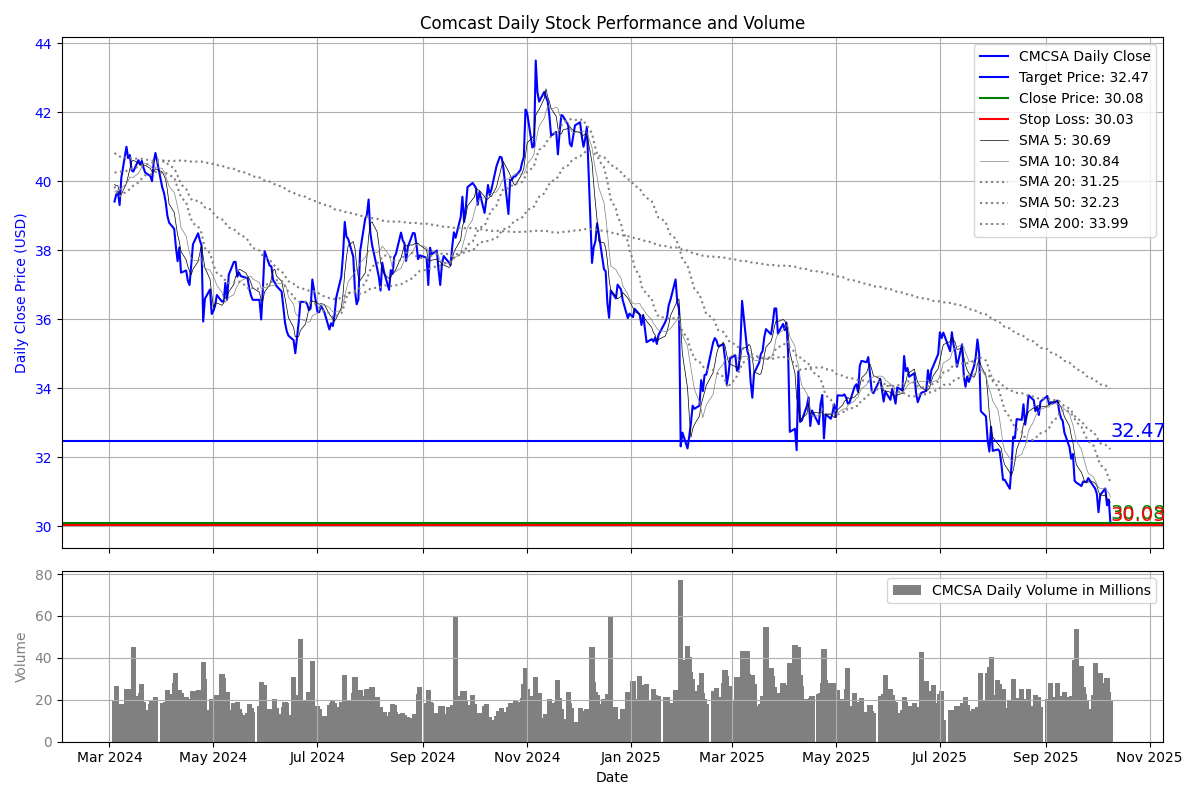 Comcast Daily Stock Performance and Volume
44
42
40
38
36
34
32
30
Daily Close Price (USD)
CMCSA Daily Close
Target Price: 32.47
Close Price: 30.08
Stop Loss: 30.03
SMA 5: 30.69
SMA 10: 30.84
SMA 20: 31.25
SMA 50: 32.23
SMA 200: 33.99
32.47
30.08
30.03
80
60
40
20
0
Volume
CMCSA Daily Volume in Millions
Mar 2024 May 2024 Jul 2024 Sep 2024 Nov 2024 Jan 2025 Mar 2025 May 2025 Jul 2025 Sep 2025 Nov 2025
Date